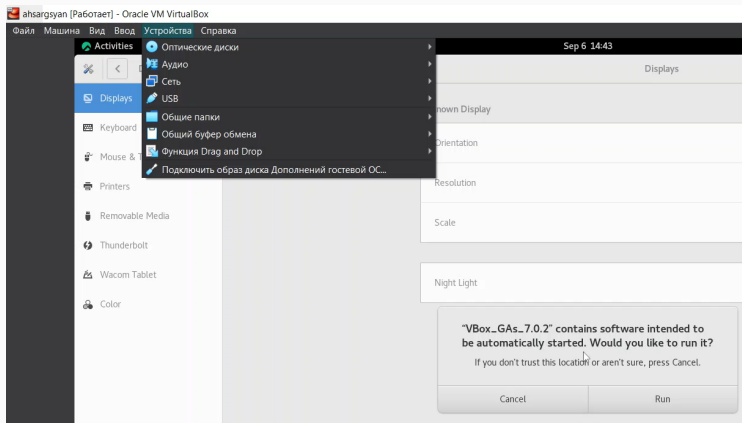 ahsargsyan [Работает] - Oracle VM VirtualBox
Файл Машина Вид Ввод Устройства Справка
Activities
Sep 6 14:43
Оптические диски
Аудио
Сеть
USB
Общие папки
Общий буфер обмена
Функция Drag and Drop
Подключить образ диска Дополнений гостевой ОС...
Displays
Displays
Keyboard
Mouse & T
Printers
Removable Media
Thunderbolt
Wacom Tablet
Color
nown Display
Orientation
Resolution
Scale
Night Light
"VBox_GAs_7.0.2" contains software intended to
be automatically started. Would you like to run it?
If you don't trust this location or aren't sure, press Cancel.
Cancel
Run